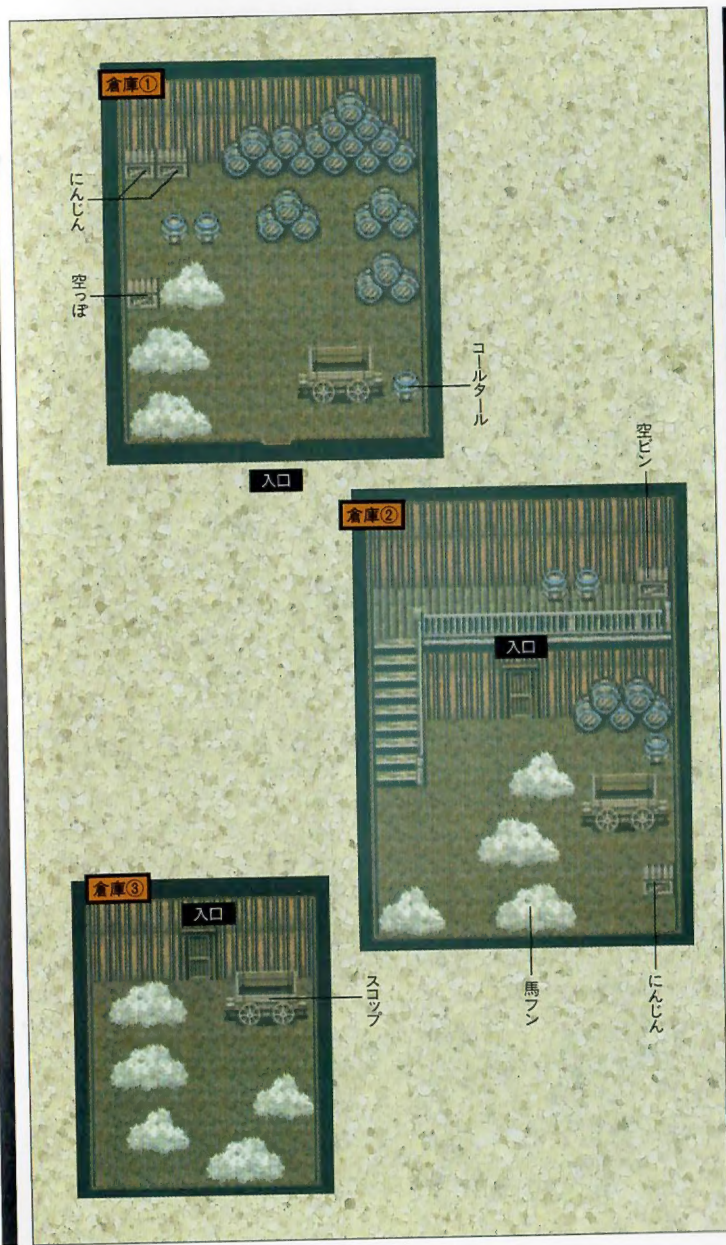 倉庫①
にんじん
空っぽ
コールタール
入口
倉庫②
空ビン
入口
にんじん
馬フン
倉庫③
入口
スコップ